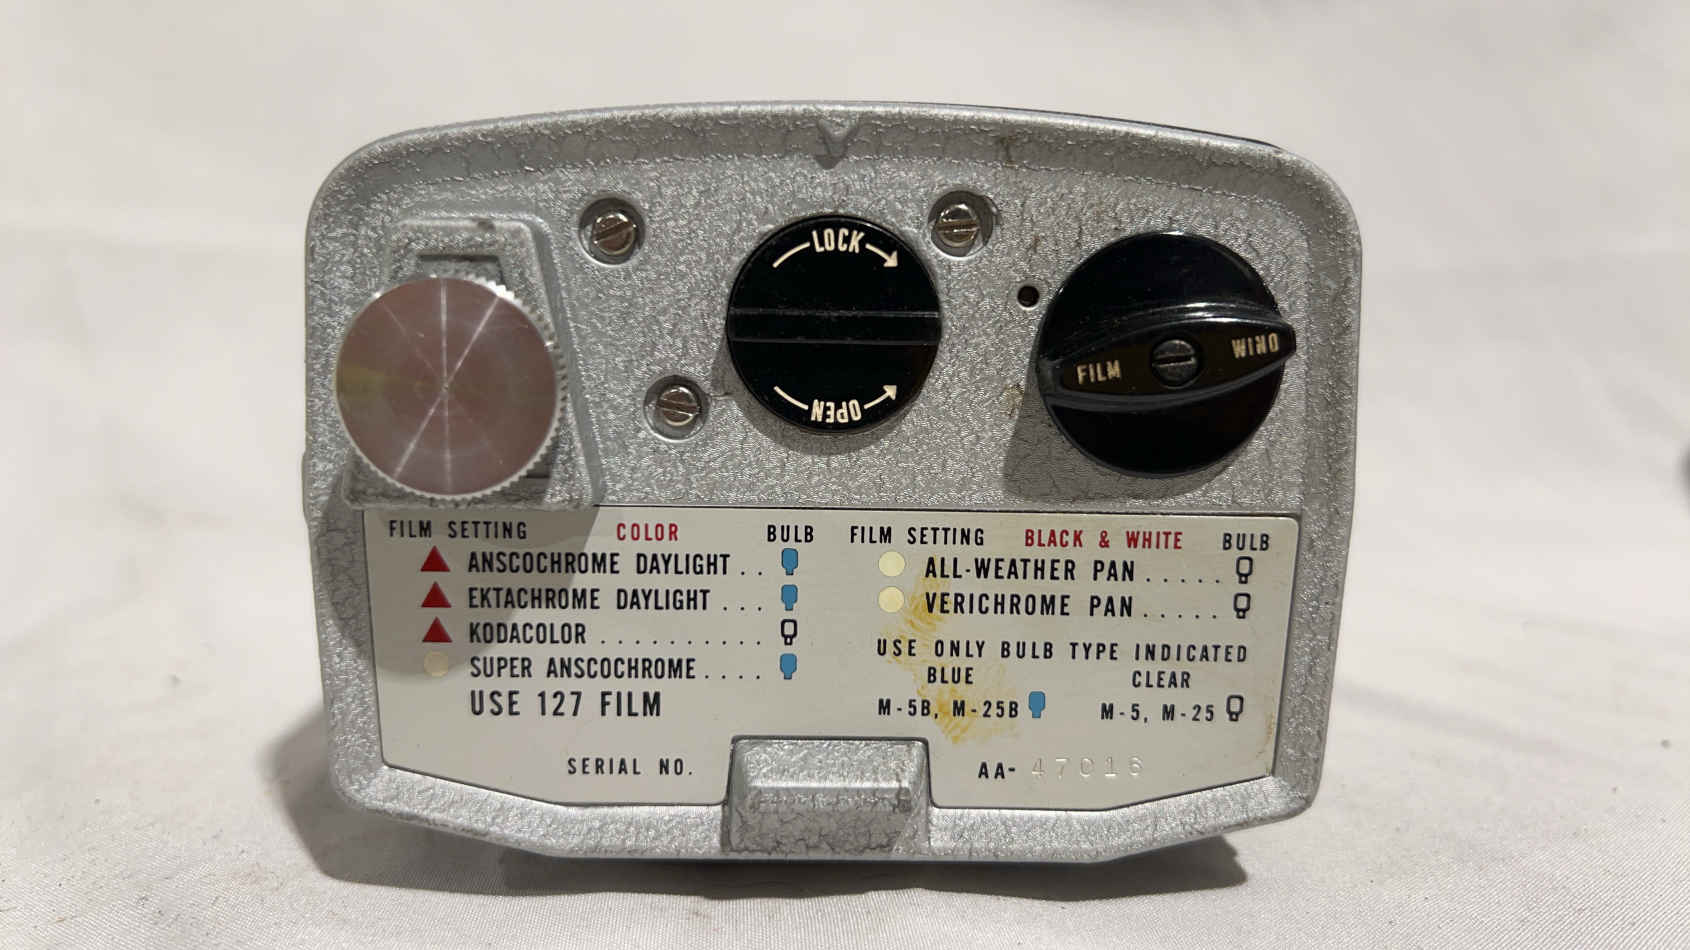 LOCK
OPEN
FILM WIND
FILM SETTING COLOR BULB
ANSCOCHROME DAYLIGHT . .
EKTACHROME DAYLIGHT . . .
KODACOLOR . . . . . . . . . .
SUPER ANSCOCHROME . . . .
USE 127 FILM
FILM SETTING BLACK & WHITE BULB
ALL-WEATHER PAN . . . . .
VERICHROME PAN . . . . .
USE ONLY BULB TYPE INDICATED
BLUE CLEAR
M-5B, M-25B M-5, M-25
SERIAL NO. AA- 47016